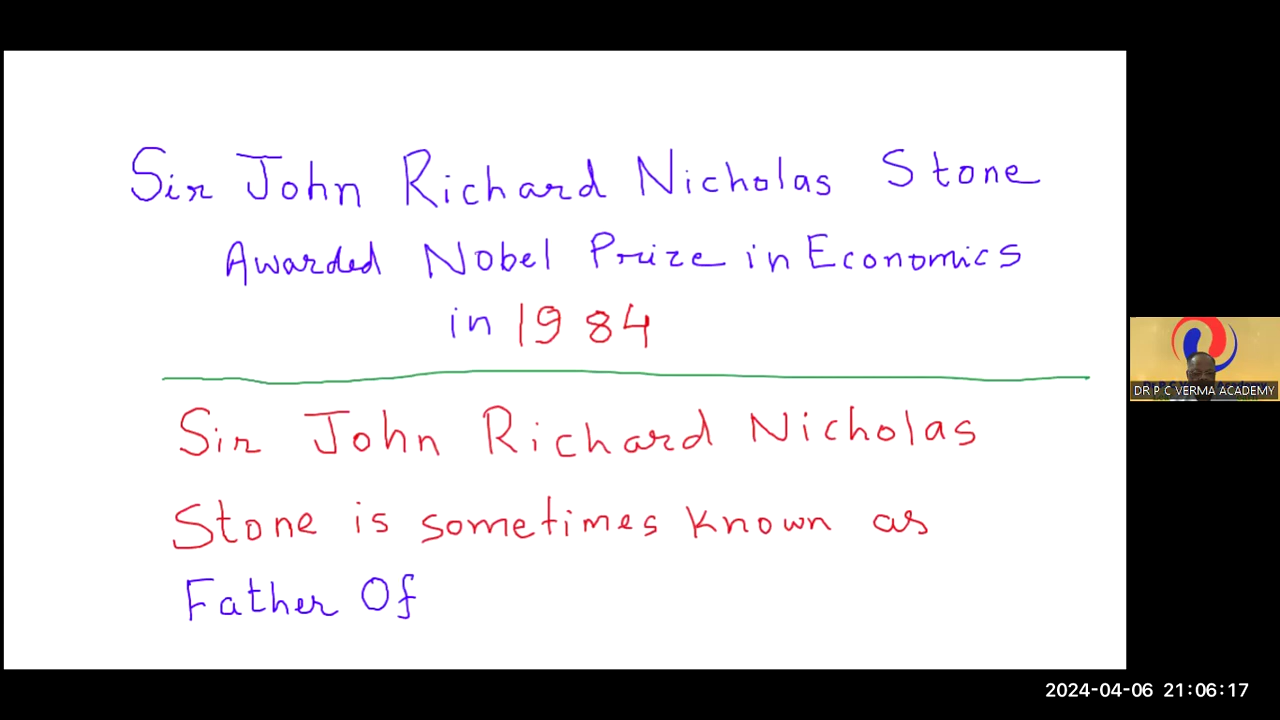 Sir John Richard Nicholas Stone
Awarded Nobel Prize in Economics
in 1984
Sir John Richard Nicholas
Stone is sometimes known as
Father Of
DR P C VERMA ACADEMY
2024-04-06 21:06:17